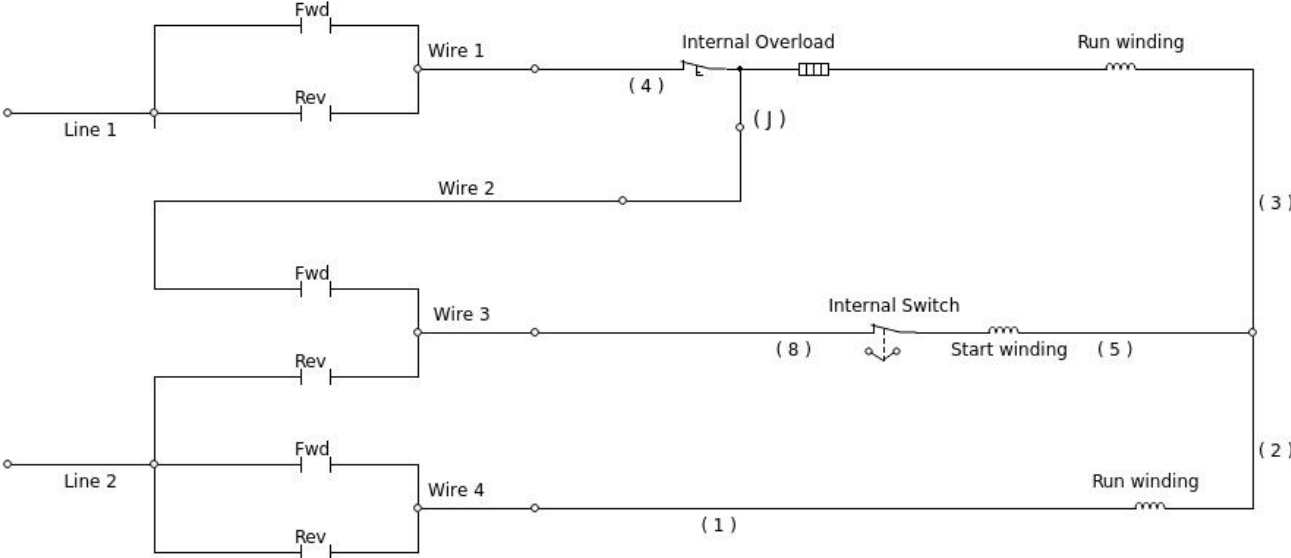 Fwd
Wire 1
Internal Overload
Run winding
( 4 )
Rev
Line 1
( J )
Wire 2
( 3 )
Fwd
Wire 3
Internal Switch
( 8 )
Start winding
( 5 )
Rev
Fwd
Line 2
Wire 4
Run winding
( 2 )
( 1 )
Rev